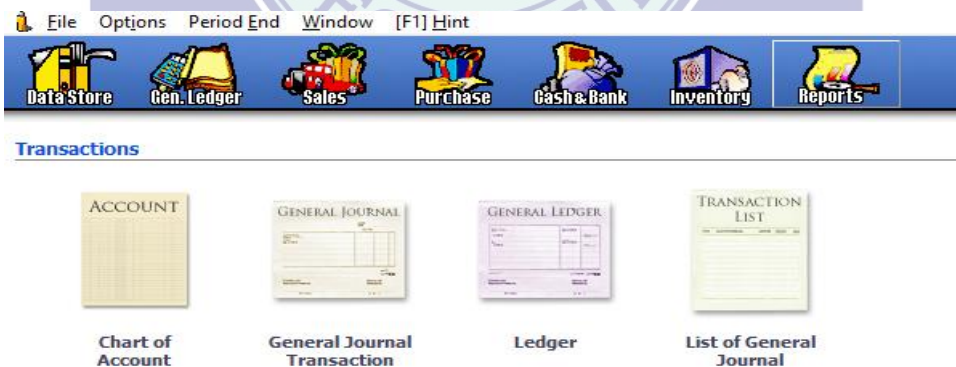 File Options Period End Window [F1] Hint
Data Store Gen. Ledger Sales Purchase Cash & Bank Inventory Reports
Transactions
ACCOUNT GENERAL JOURNAL GENERAL LEDGER TRANSACTION LIST
Chart of Account General Journal Transaction Ledger List of General Journal